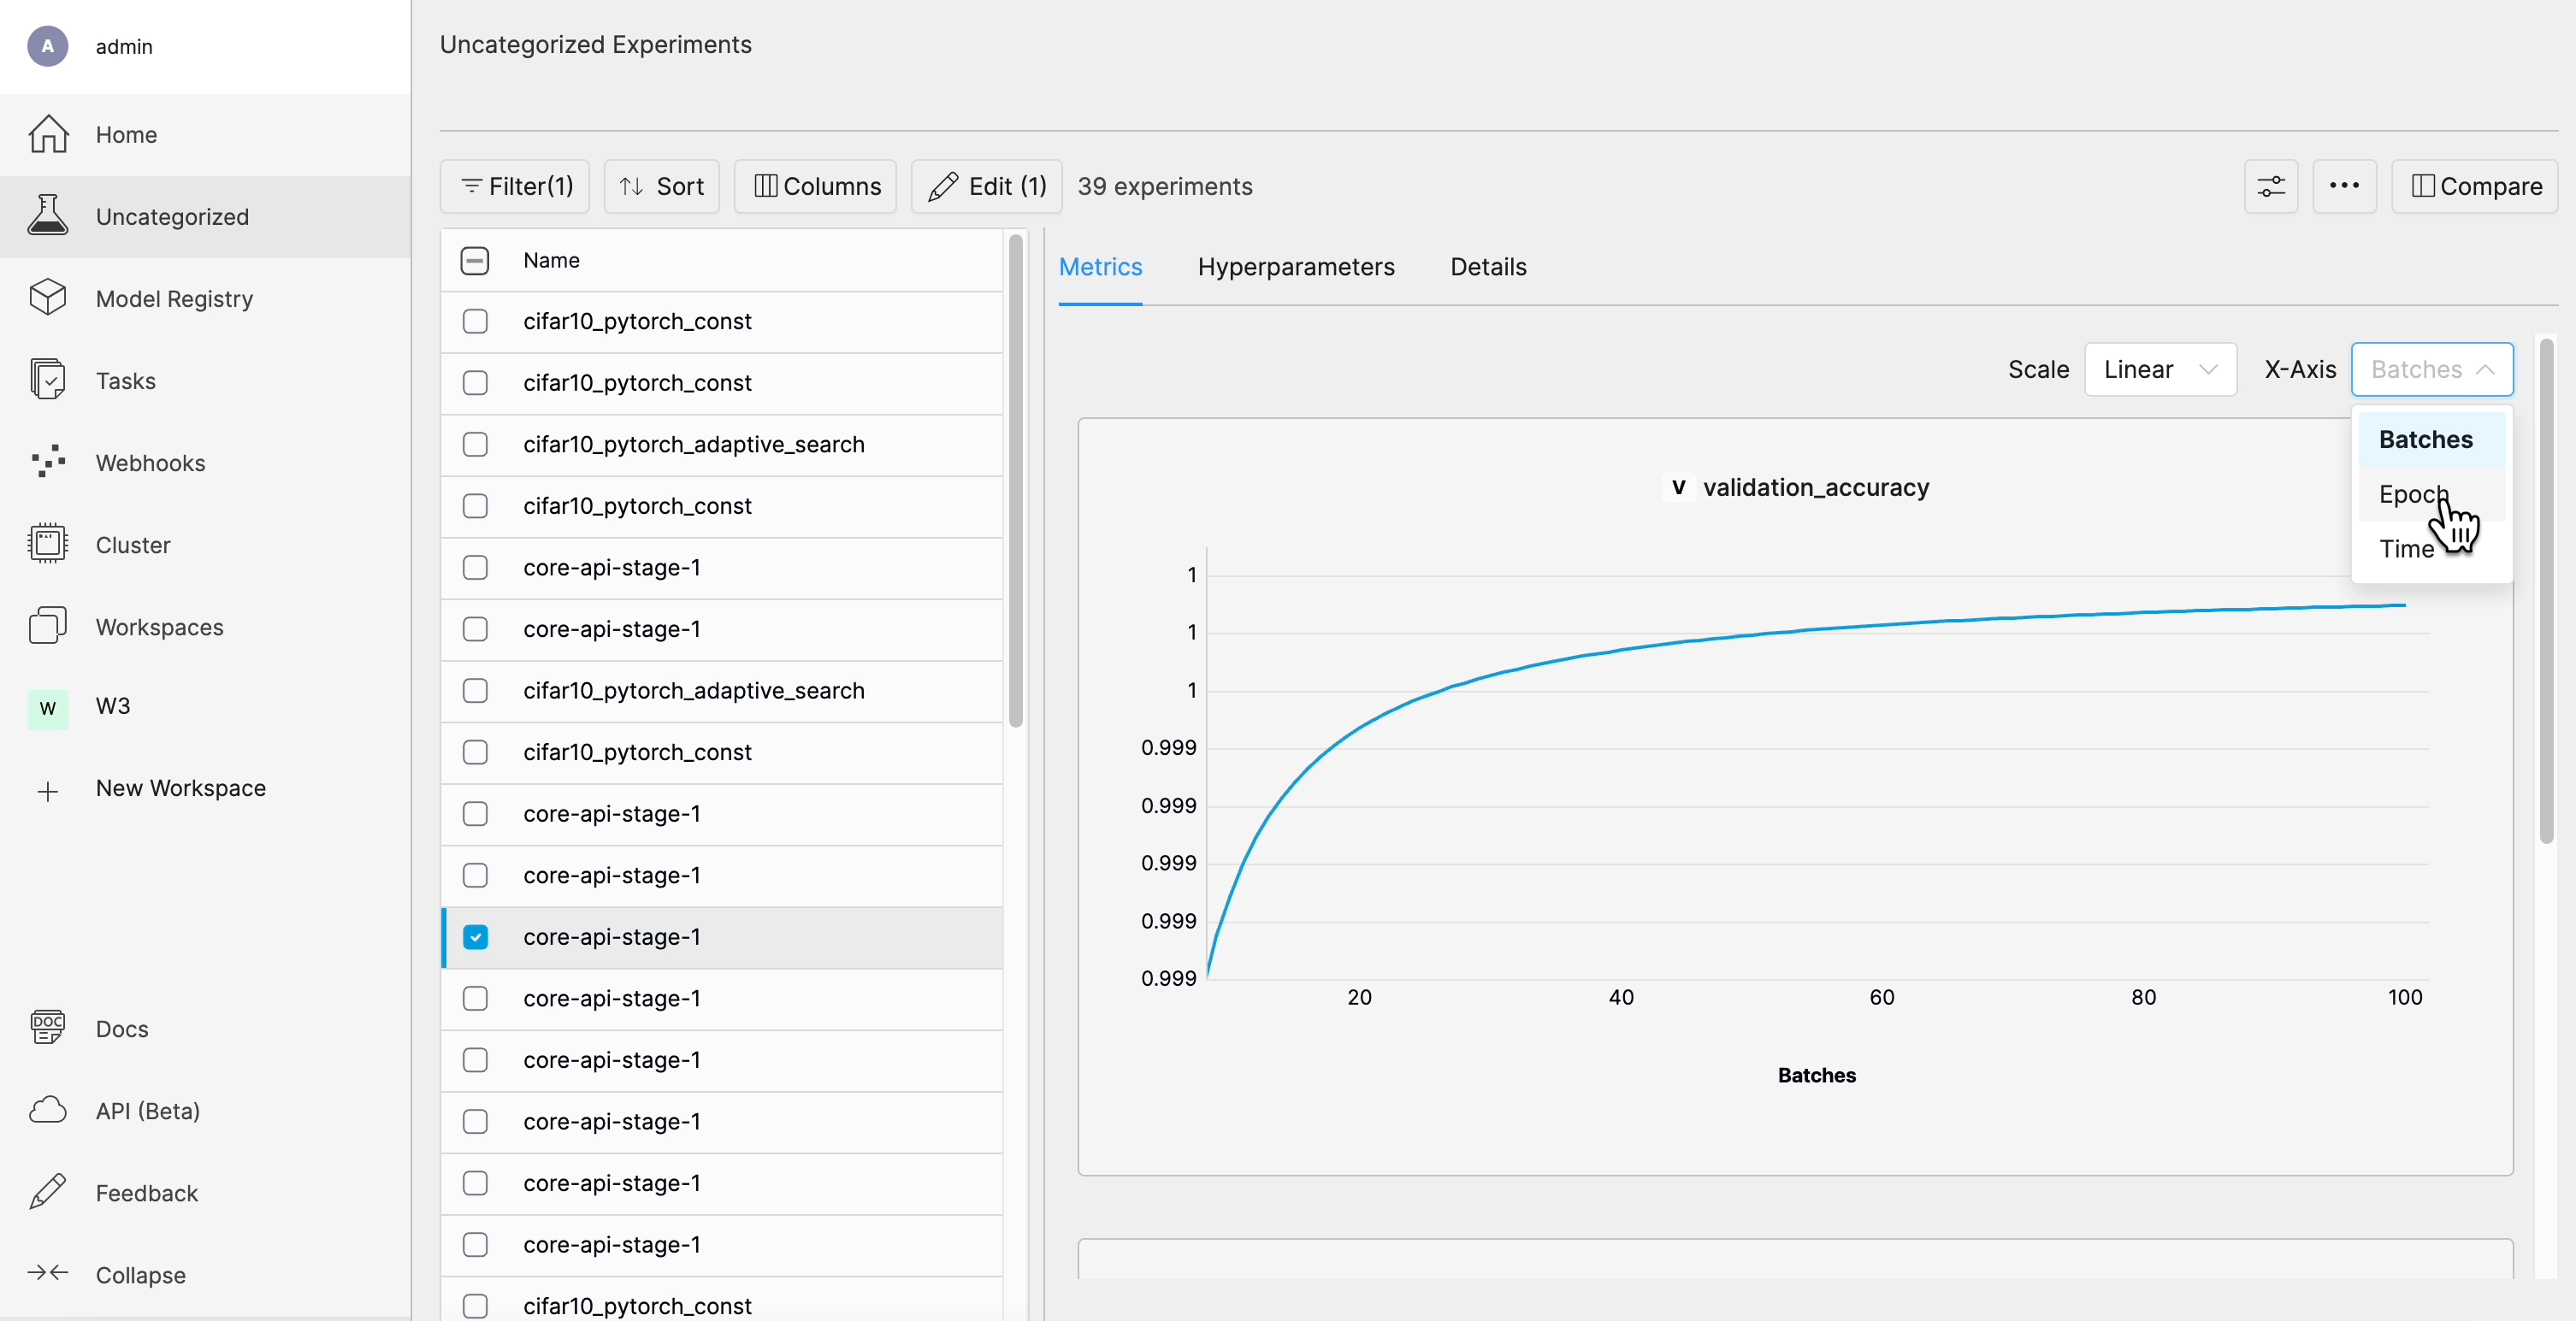 A admin
Home
Uncategorized
Model Registry
Tasks
Webhooks
Cluster
Workspaces
W W3
New Workspace
DOC Docs
API (Beta)
Feedback
Collapse
Uncategorized Experiments
Filter(1) Sort Columns Edit (1) 39 experiments Compare
Name
cifar10_pytorch_const
cifar10_pytorch_const
cifar10_pytorch_adaptive_search
cifar10_pytorch_const
core-api-stage-1
core-api-stage-1
cifar10_pytorch_adaptive_search
cifar10_pytorch_const
core-api-stage-1
core-api-stage-1
core-api-stage-1
core-api-stage-1
core-api-stage-1
core-api-stage-1
core-api-stage-1
core-api-stage-1
cifar10_pytorch_const
Metrics Hyperparameters Details
Scale Linear X-Axis Batches
Batches
Epoch
Time
V validation_accuracy
1
1
1
0.999
0.999
0.999
0.999
0.999
20 40 60 80 100
Batches